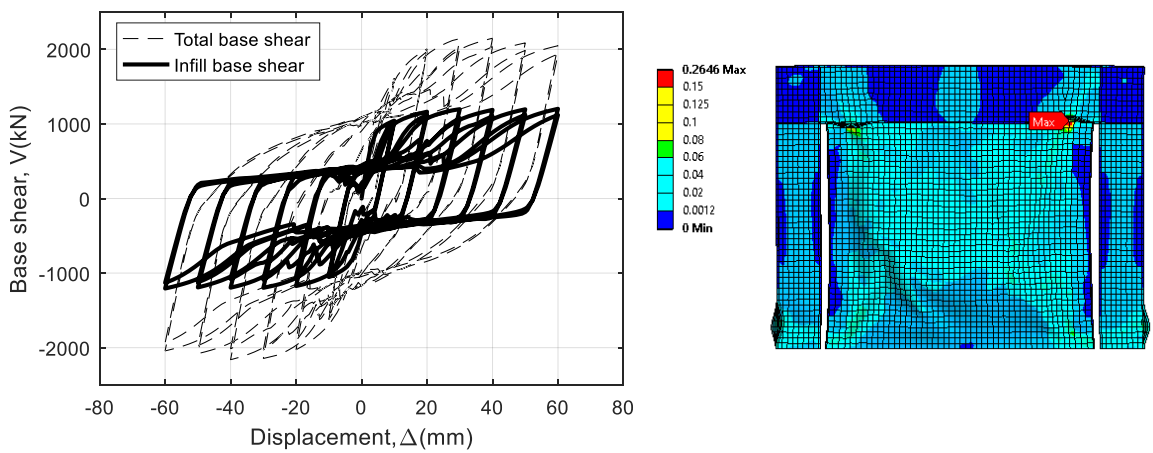 Total base shear
Infill base shear
2000
1000
0
-1000
-2000
Base shear, V(kN)
-80 -60 -40 -20 0 20 40 60 80
Displacement, Δ(mm)
0.2646 Max
0.15
0.125
0.1
0.08
0.06
0.04
0.02
0.0012
0 Min
Max